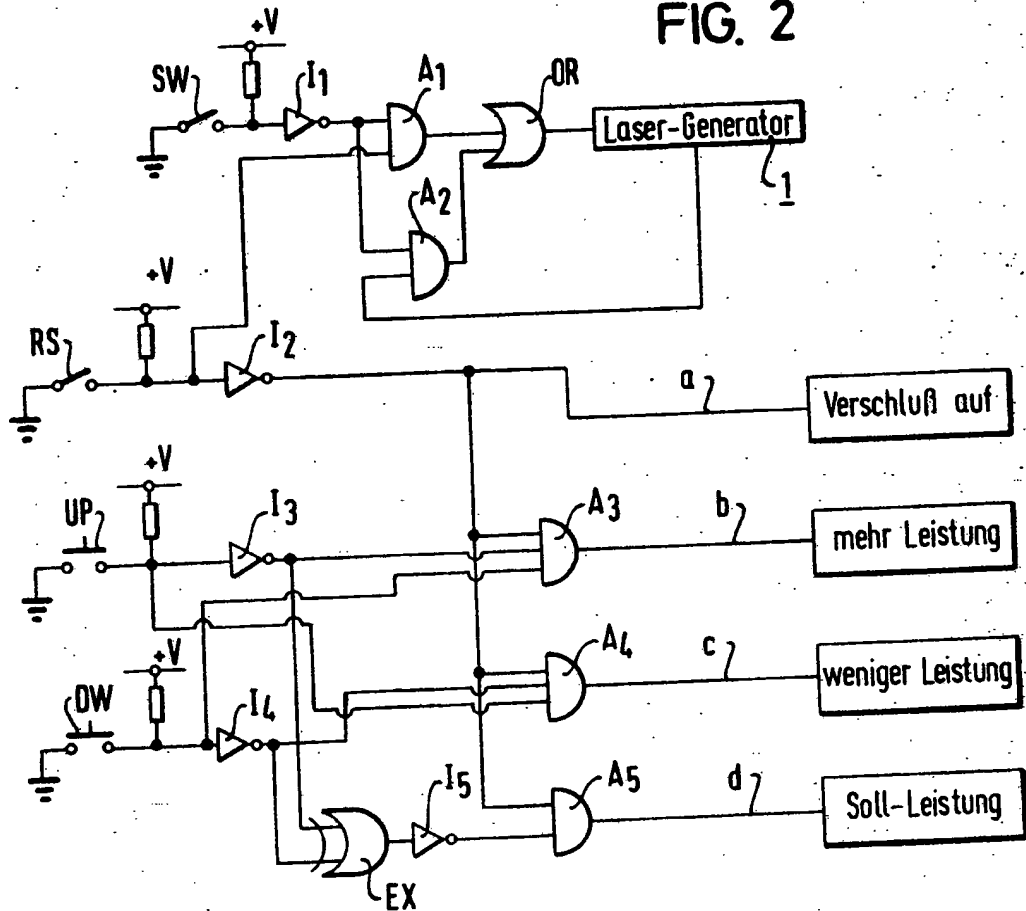 FIG. 2
+V
SW
I1
A1
OR
Laser-Generator
1
A2
+V
RS
I2
a
Verschluß auf
+V
UP
I3
A3
b
mehr Leistung
+V
DW
I4
A4
c
weniger Leistung
I5
A5
d
Soll-Leistung
EX